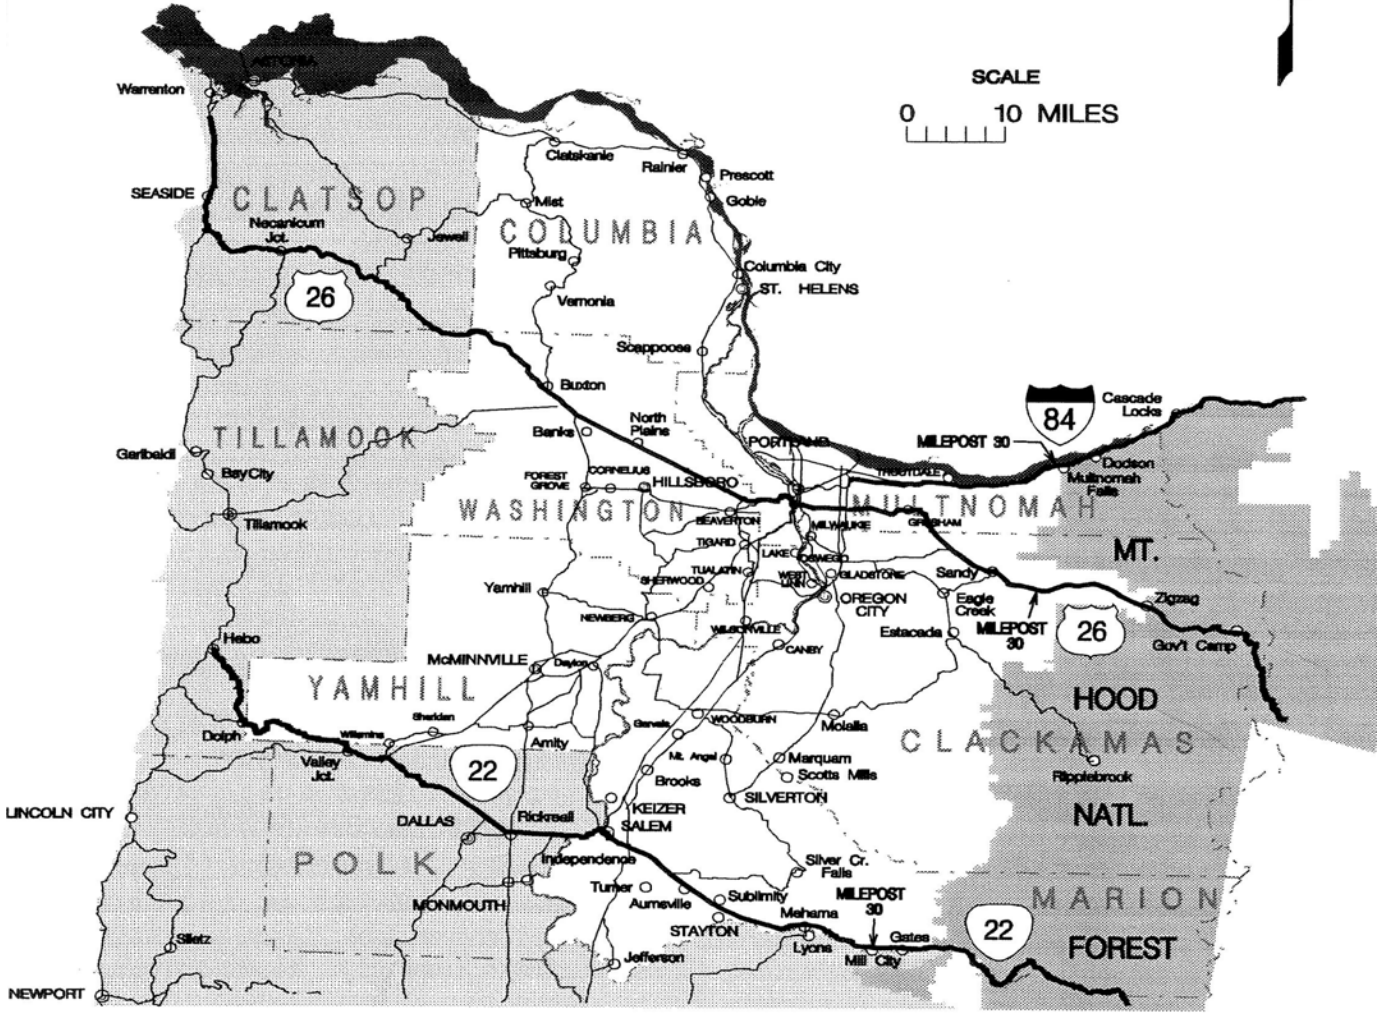 SCALE
0 10 MILES
ASTORIA
Warrenton
Clatskanie
Rainier
Prescott
SEASIDE
CLATSOP
Mist
Goble
Necanicum
Jct.
Jewell
COLUMBIA
Pittsburg
Columbia City
26
Vernonia
ST. HELENS
Scappoose
Buxton
84
Cascade
Locks
North
Plains
Banks
TILLAMOOK
PORTLAND
MILEPOST 30
Garibaldi
Bay City
FOREST
GROVE
CORNELIUS
HILLSBORO
TROUTDALE
Dodson
Multnomah
Falls
WASHINGTON
MULTNOMAH
Tillamook
BEAVERTON
MILWAUKIE
GRESHAM
TIGARD
LAKE
OSWEGO
MT.
TUALATIN
SHERWOOD
WEST
LINN
GLADSTONE
Sandy
Yamhill
OREGON
CITY
Eagle
Creek
Zigzag
NEWBERG
WILSONVILLE
Estacada
MILEPOST
30
26
Gov't Camp
Hebo
CANBY
McMINNVILLE
Dayton
YAMHILL
HOOD
Sheridan
Gervais
WOODBURN
Molalla
Dolph
Willamina
Amity
CLACKAMAS
Valley
Jct.
22
Mt. Angel
Marquam
Ripplebrook
Brooks
Scotts Mills
LINCOLN CITY
KEIZER
SILVERTON
NATL.
DALLAS
Rickreall
SALEM
POLK
Independence
Silver Cr.
Falls
Turner
Aumsville
Sublimity
MILEPOST
30
MARION
MONMOUTH
STAYTON
Mehama
22
Siletz
Lyons
Gates
FOREST
Jefferson
Mill City
NEWPORT